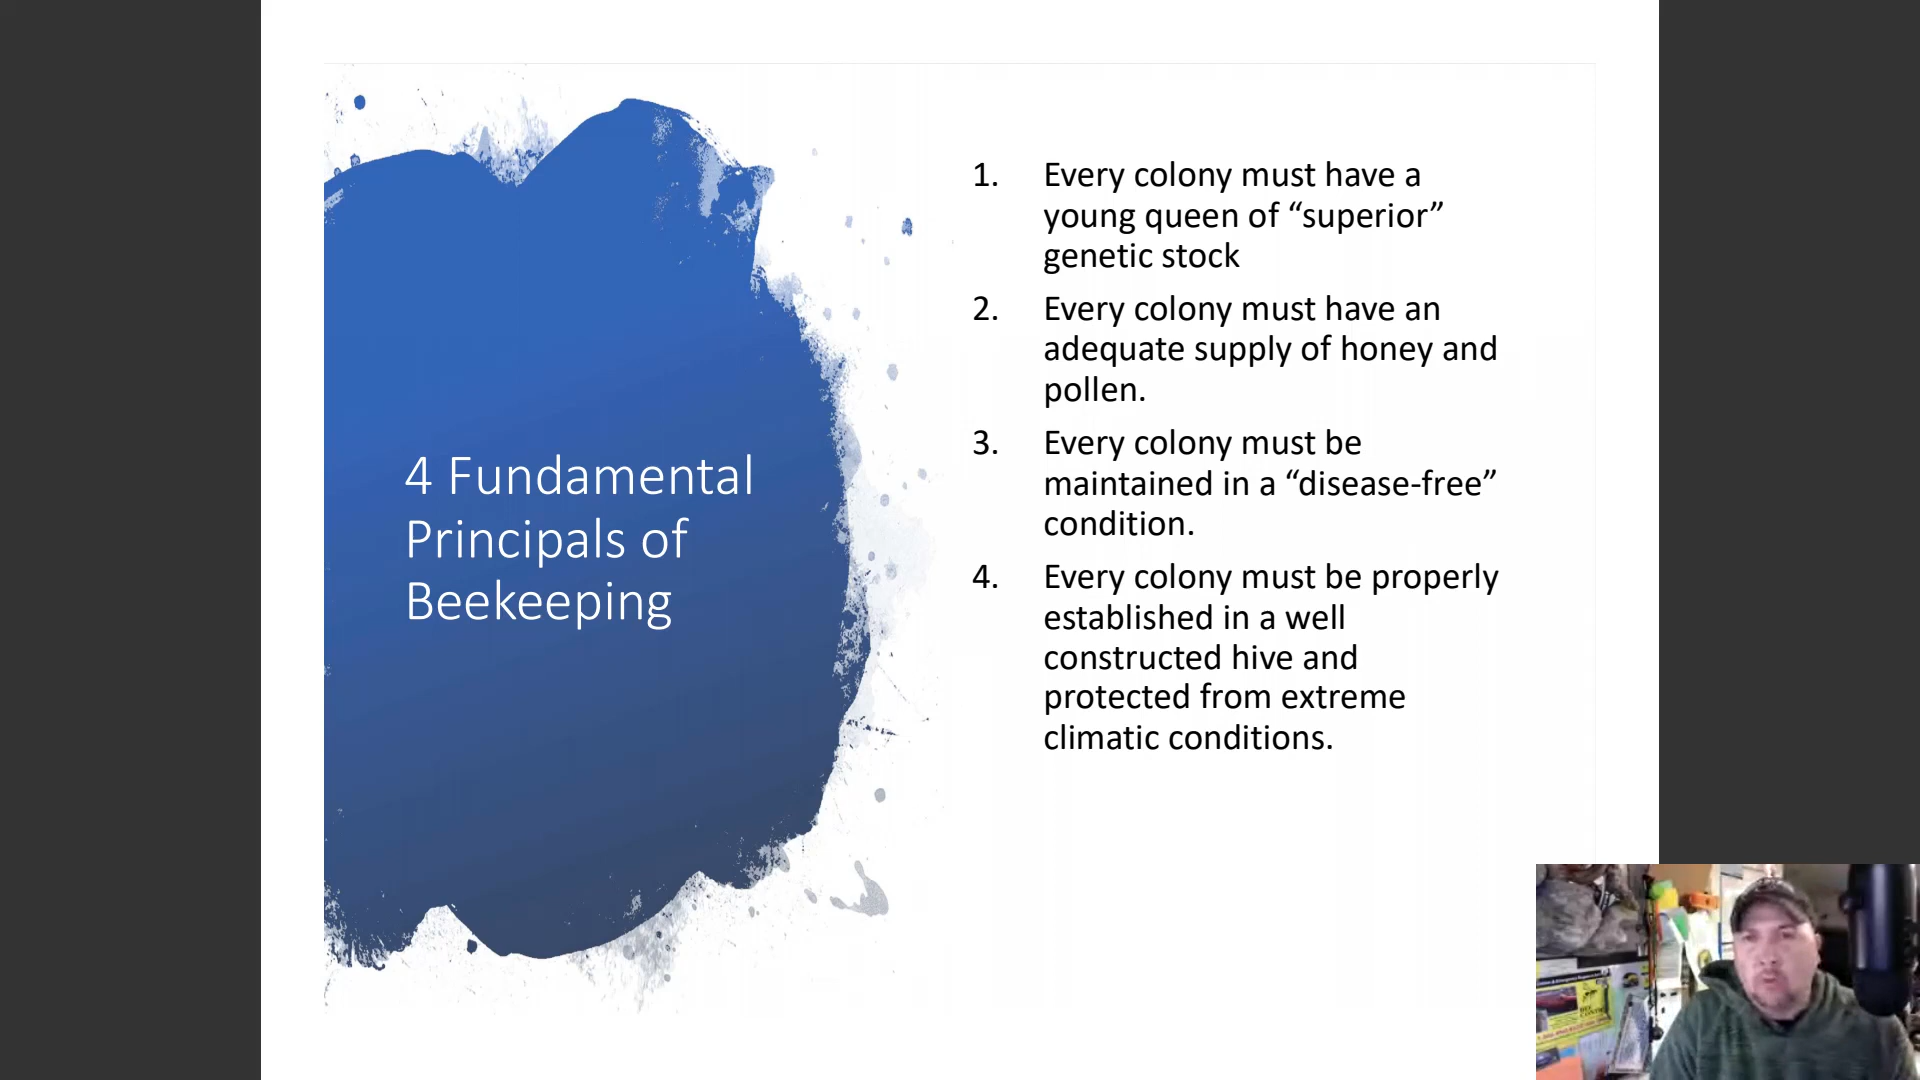 4 Fundamental
Principals of
Beekeeping
1. Every colony must have a
young queen of “superior”
genetic stock
2. Every colony must have an
adequate supply of honey and
pollen.
3. Every colony must be
maintained in a “disease-free”
condition.
4. Every colony must be properly
established in a well
constructed hive and
protected from extreme
climatic conditions.